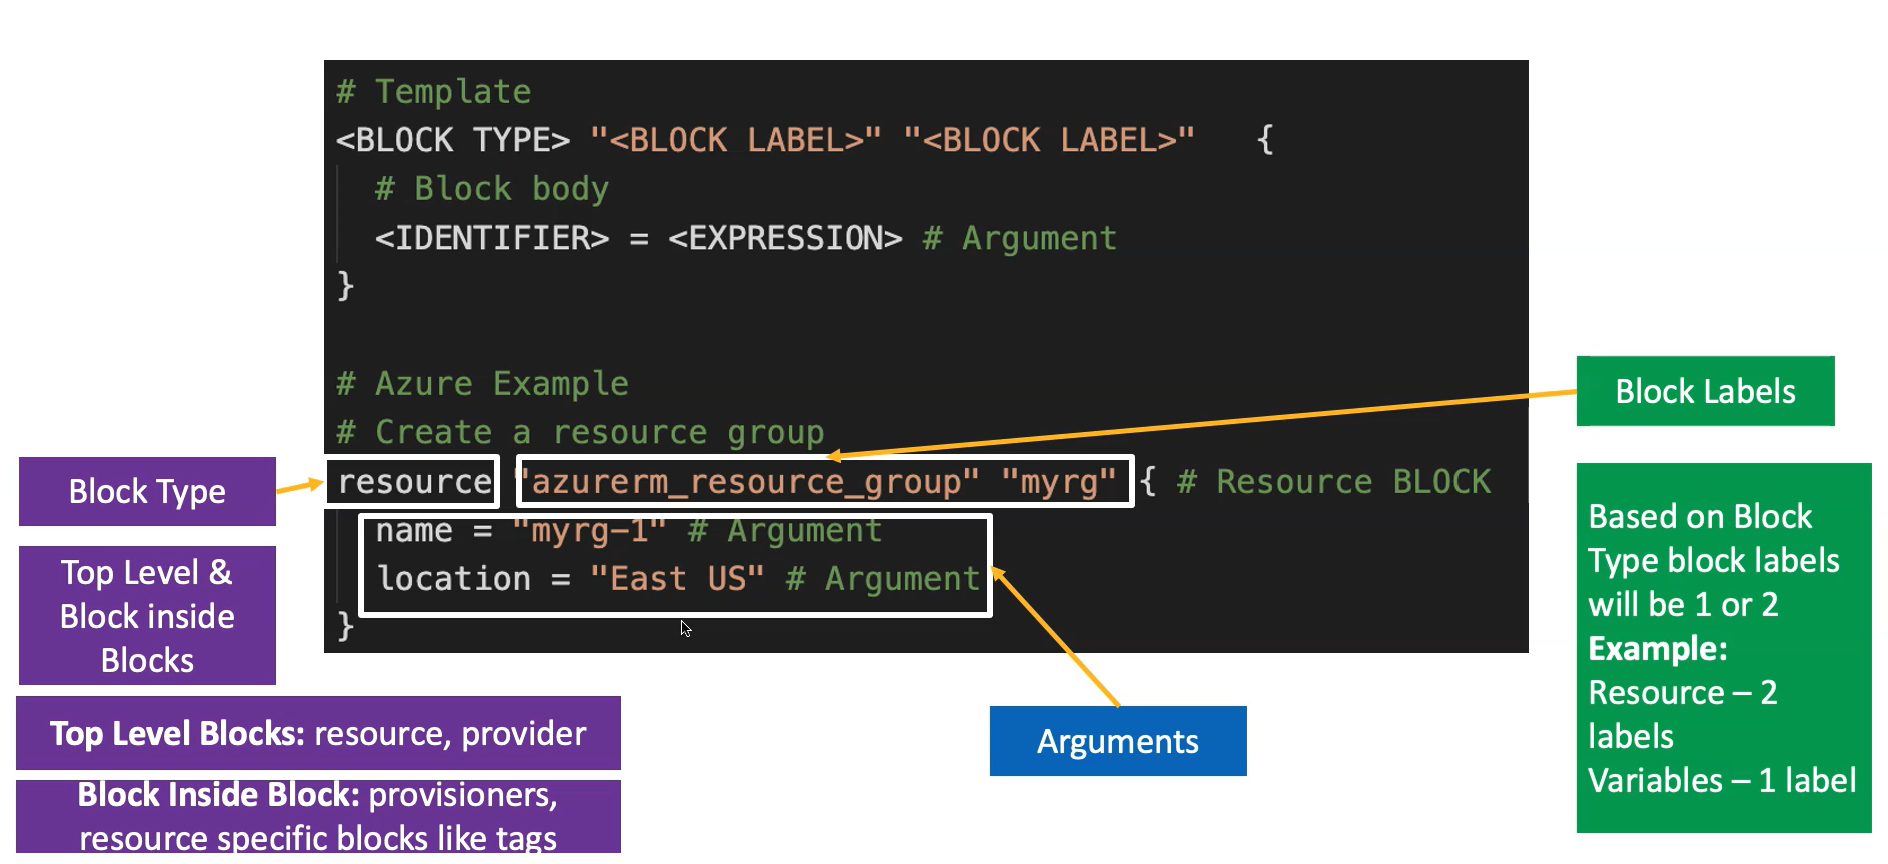 # Template
<BLOCK TYPE> "<BLOCK LABEL>" "<BLOCK LABEL>" {
# Block body
<IDENTIFIER> = <EXPRESSION> # Argument
}
# Azure Example
# Create a resource group
resource "azurerm_resource_group" "myrg" { # Resource BLOCK
name = "myrg-1" # Argument
location = "East US" # Argument
}
Block Type
Top Level &
Block inside
Blocks
Top Level Blocks: resource, provider
Block Inside Block: provisioners,
resource specific blocks like tags
Arguments
Block Labels
Based on Block
Type block labels
will be 1 or 2
Example:
Resource – 2
labels
Variables – 1 label